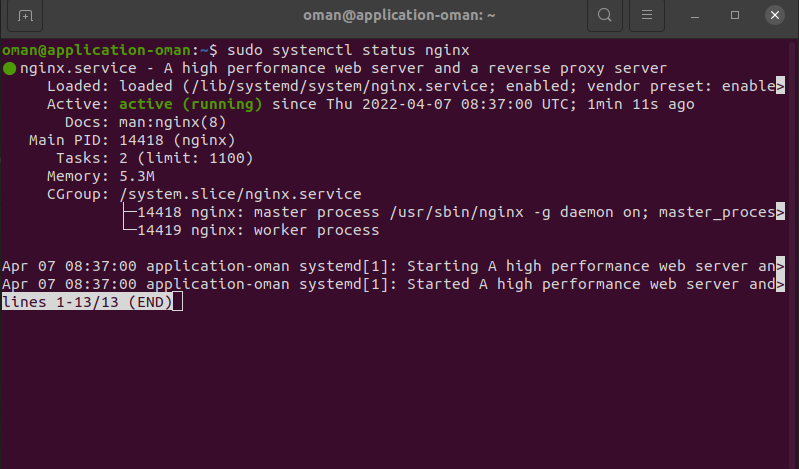 oman@application-oman: ~
oman@application-oman:~$ sudo systemctl status nginx
● nginx.service - A high performance web server and a reverse proxy server
     Loaded: loaded (/lib/systemd/system/nginx.service; enabled; vendor preset: enable>
     Active: active (running) since Thu 2022-04-07 08:37:00 UTC; 1min 11s ago
       Docs: man:nginx(8)
   Main PID: 14418 (nginx)
      Tasks: 2 (limit: 1100)
     Memory: 5.3M
     CGroup: /system.slice/nginx.service
             ├─14418 nginx: master process /usr/sbin/nginx -g daemon on; master_proces>
             └─14419 nginx: worker process
Apr 07 08:37:00 application-oman systemd[1]: Starting A high performance web server an>
Apr 07 08:37:00 application-oman systemd[1]: Started A high performance web server and>
lines 1-13/13 (END)